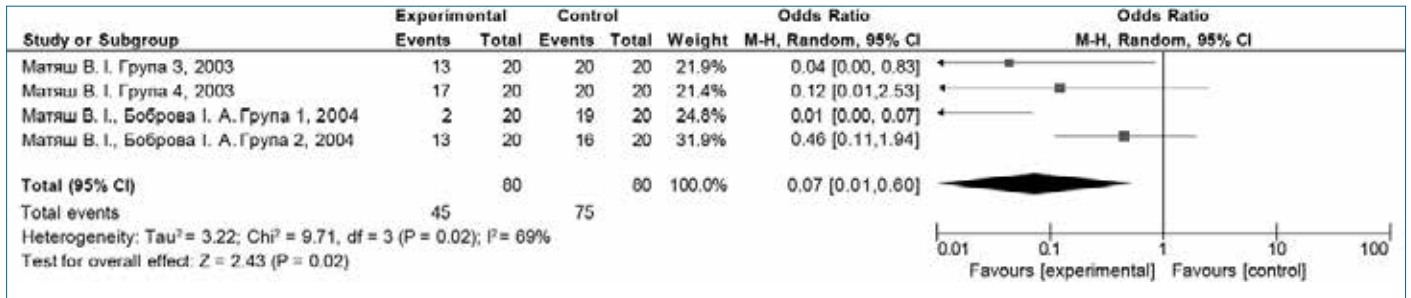 Experimental Control Odds Ratio Odds Ratio
Study or Subgroup Events Total Events Total Weight M-H, Random, 95% CI M-H, Random, 95% CI
Матяш В. І. Група 3, 2003 13 20 20 20 21.9% 0.04 [0.00, 0.83]
Матяш В. І. Група 4, 2003 17 20 20 20 21.4% 0.12 [0.01,2.53]
Матяш В. І., Боброва І. А. Група 1, 2004 2 20 19 20 24.8% 0.01 [0.00, 0.07]
Матяш В. І., Боброва І. А. Група 2, 2004 13 20 16 20 31.9% 0.46 [0.11,1.94]
Total (95% CI) 80 80 100.0% 0.07 [0.01,0.60]
Total events 45 75
Heterogeneity: Tau² = 3.22; Chi² = 9.71, df = 3 (P = 0.02); I² = 69%
Test for overall effect: Z = 2.43 (P = 0.02)
0.01 0.1 1 10 100
Favours [experimental] Favours [control]